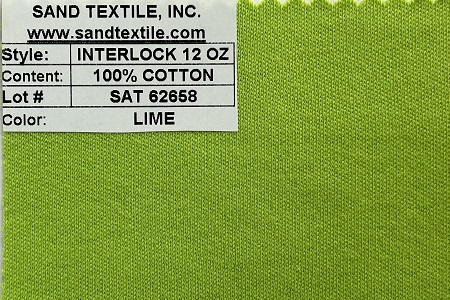 SAND TEXTILE, INC.
www.sandtextile.com
Style: INTERLOCK 12 OZ
Content: 100% COTTON
Lot # SAT 62658
Color: LIME